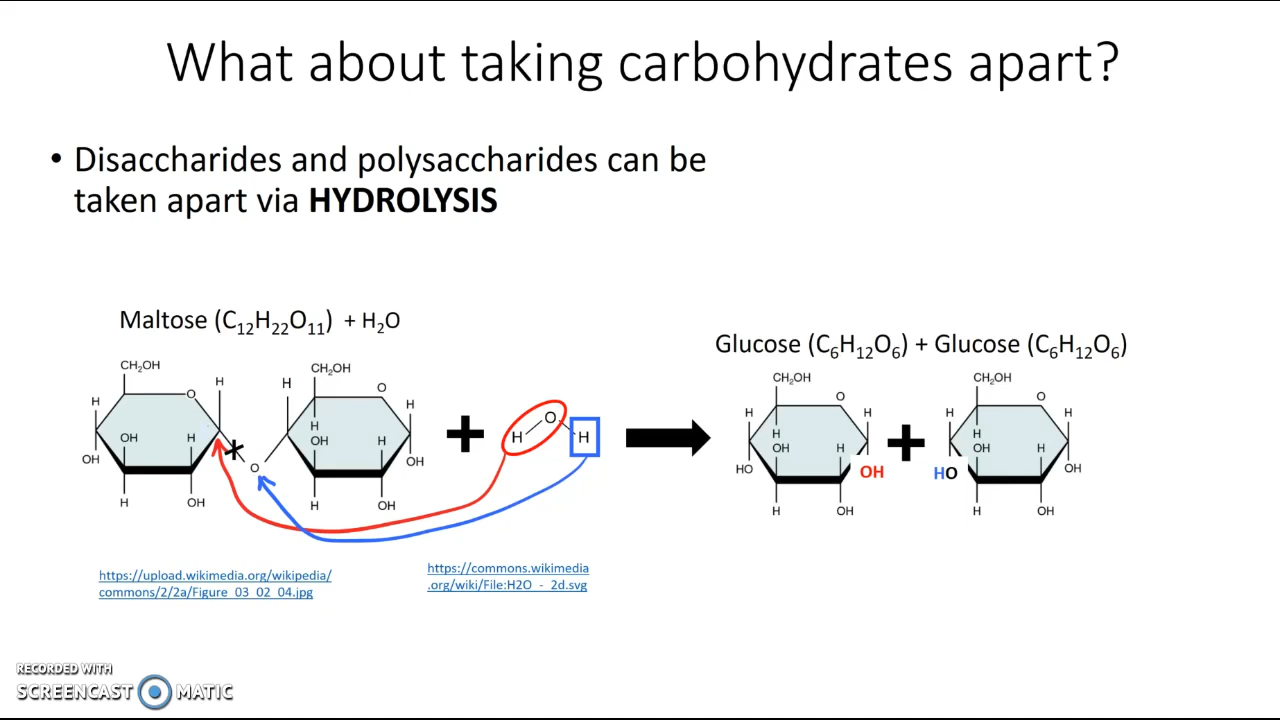 What about taking carbohydrates apart?
• Disaccharides and polysaccharides can be
taken apart via HYDROLYSIS
Maltose (C₁₂H₂₂O₁₁) + H₂O
CH₂OH
O
H
H
OH
H
OH
H
OH
H
CH₂OH
O
H
H
OH
H
OH
H
OH
O
+
H
O
H
Glucose (C₆H₁₂O₆) + Glucose (C₆H₁₂O₆)
CH₂OH
O
H
H
H
OH
H
HO
OH
H
OH
+
CH₂OH
O
H
H
H
OH
H
HO
OH
H
OH
https://upload.wikimedia.org/wikipedia/
commons/2/2a/Figure_03_02_04.jpg
https://commons.wikimedia
.org/wiki/File:H2O_-_2d.svg
RECORDED WITH
SCREENCAST MATIC